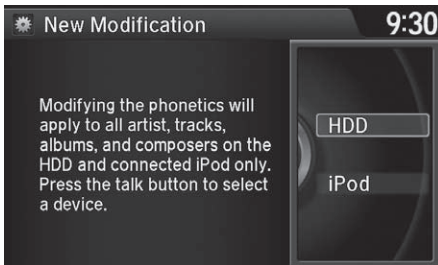 New Modification
9:30
Modifying the phonetics will
apply to all artist, tracks,
albums, and composers on the
HDD and connected iPod only.
Press the talk button to select
a device.
HDD
iPod